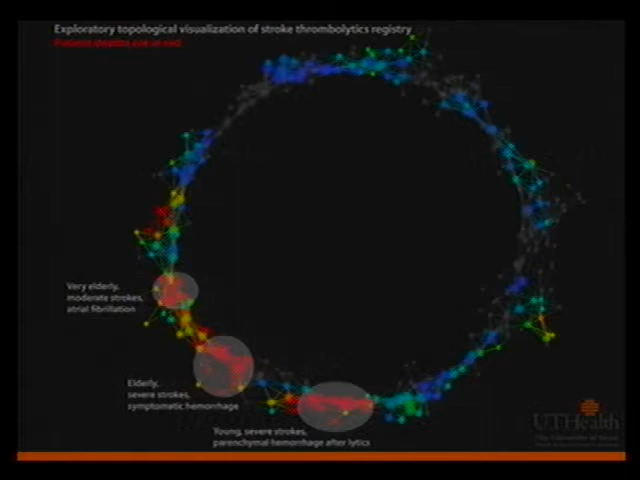 Exploratory topological visualization of stroke thrombolytics registry
Very elderly,
moderate strokes,
atrial fibrillation
Elderly,
severe strokes,
symptomatic hemorrhage
Young, severe strokes,
parenchymal hemorrhage after lytics
UTHealth